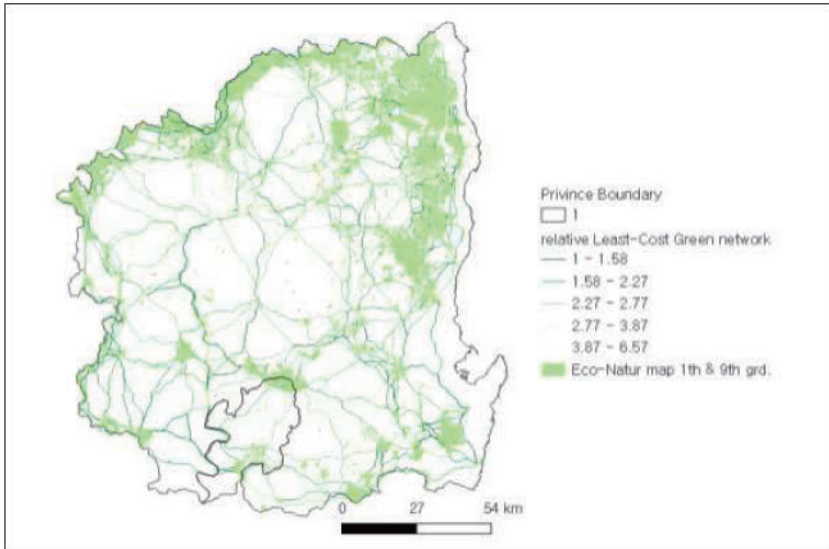 Privince Boundary
1
relative Least-Cost Green network
1 - 1.58
1.58 - 2.27
2.27 - 2.77
2.77 - 3.87
3.87 - 6.57
Eco-Natur map 1th & 9th grd.
0 27 54 km